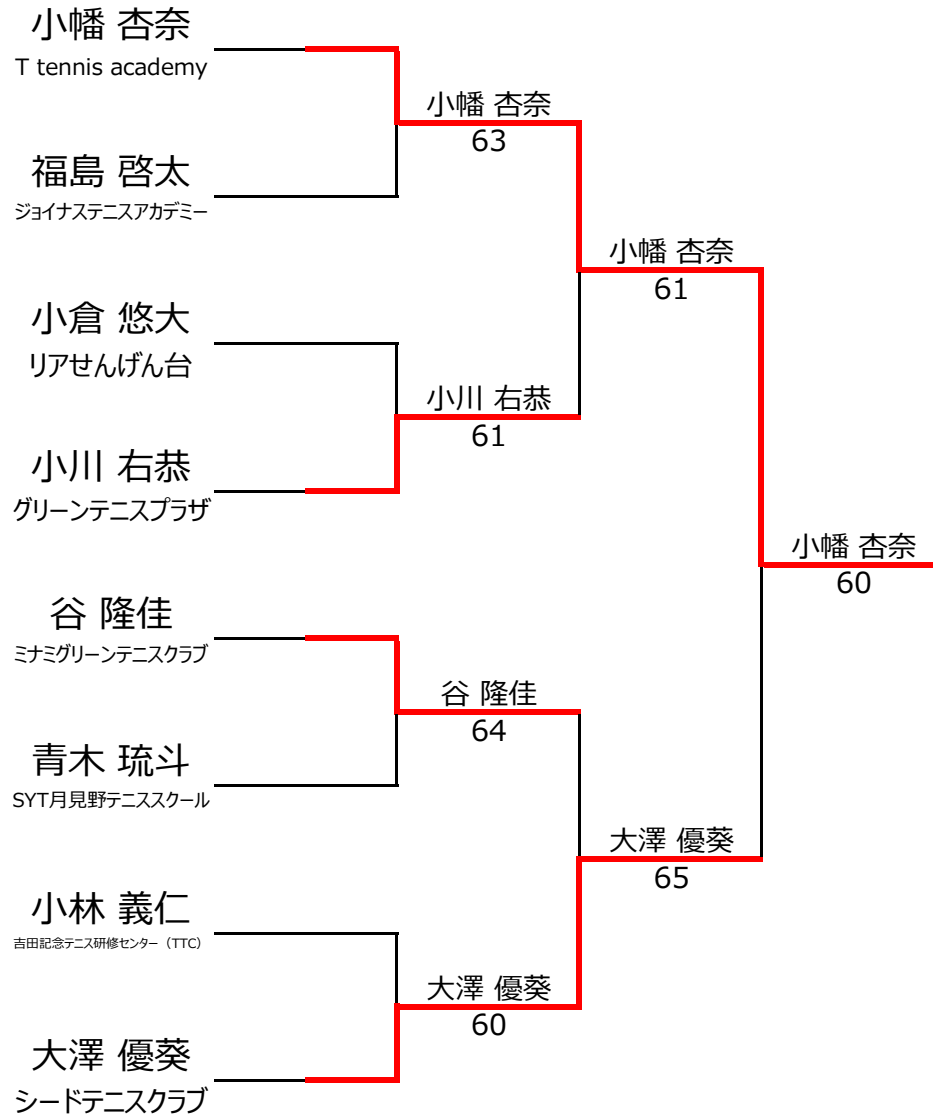 小幡 杏奈
T tennis academy
福島 啓太
ジョイナステニスアカデミー
小倉 悠大
リアせんげん台
小川 右恭
グリーンテニスプラザ
谷 隆佳
ミナミグリーンテニスクラブ
青木 琉斗
SYT月見野テニススクール
小林 義仁
吉田記念テニス研修センター（TTC）
大澤 優葵
シードテニスクラブ
小幡 杏奈
63
小川 右恭
61
谷 隆佳
64
大澤 優葵
60
小幡 杏奈
61
大澤 優葵
65
小幡 杏奈
60